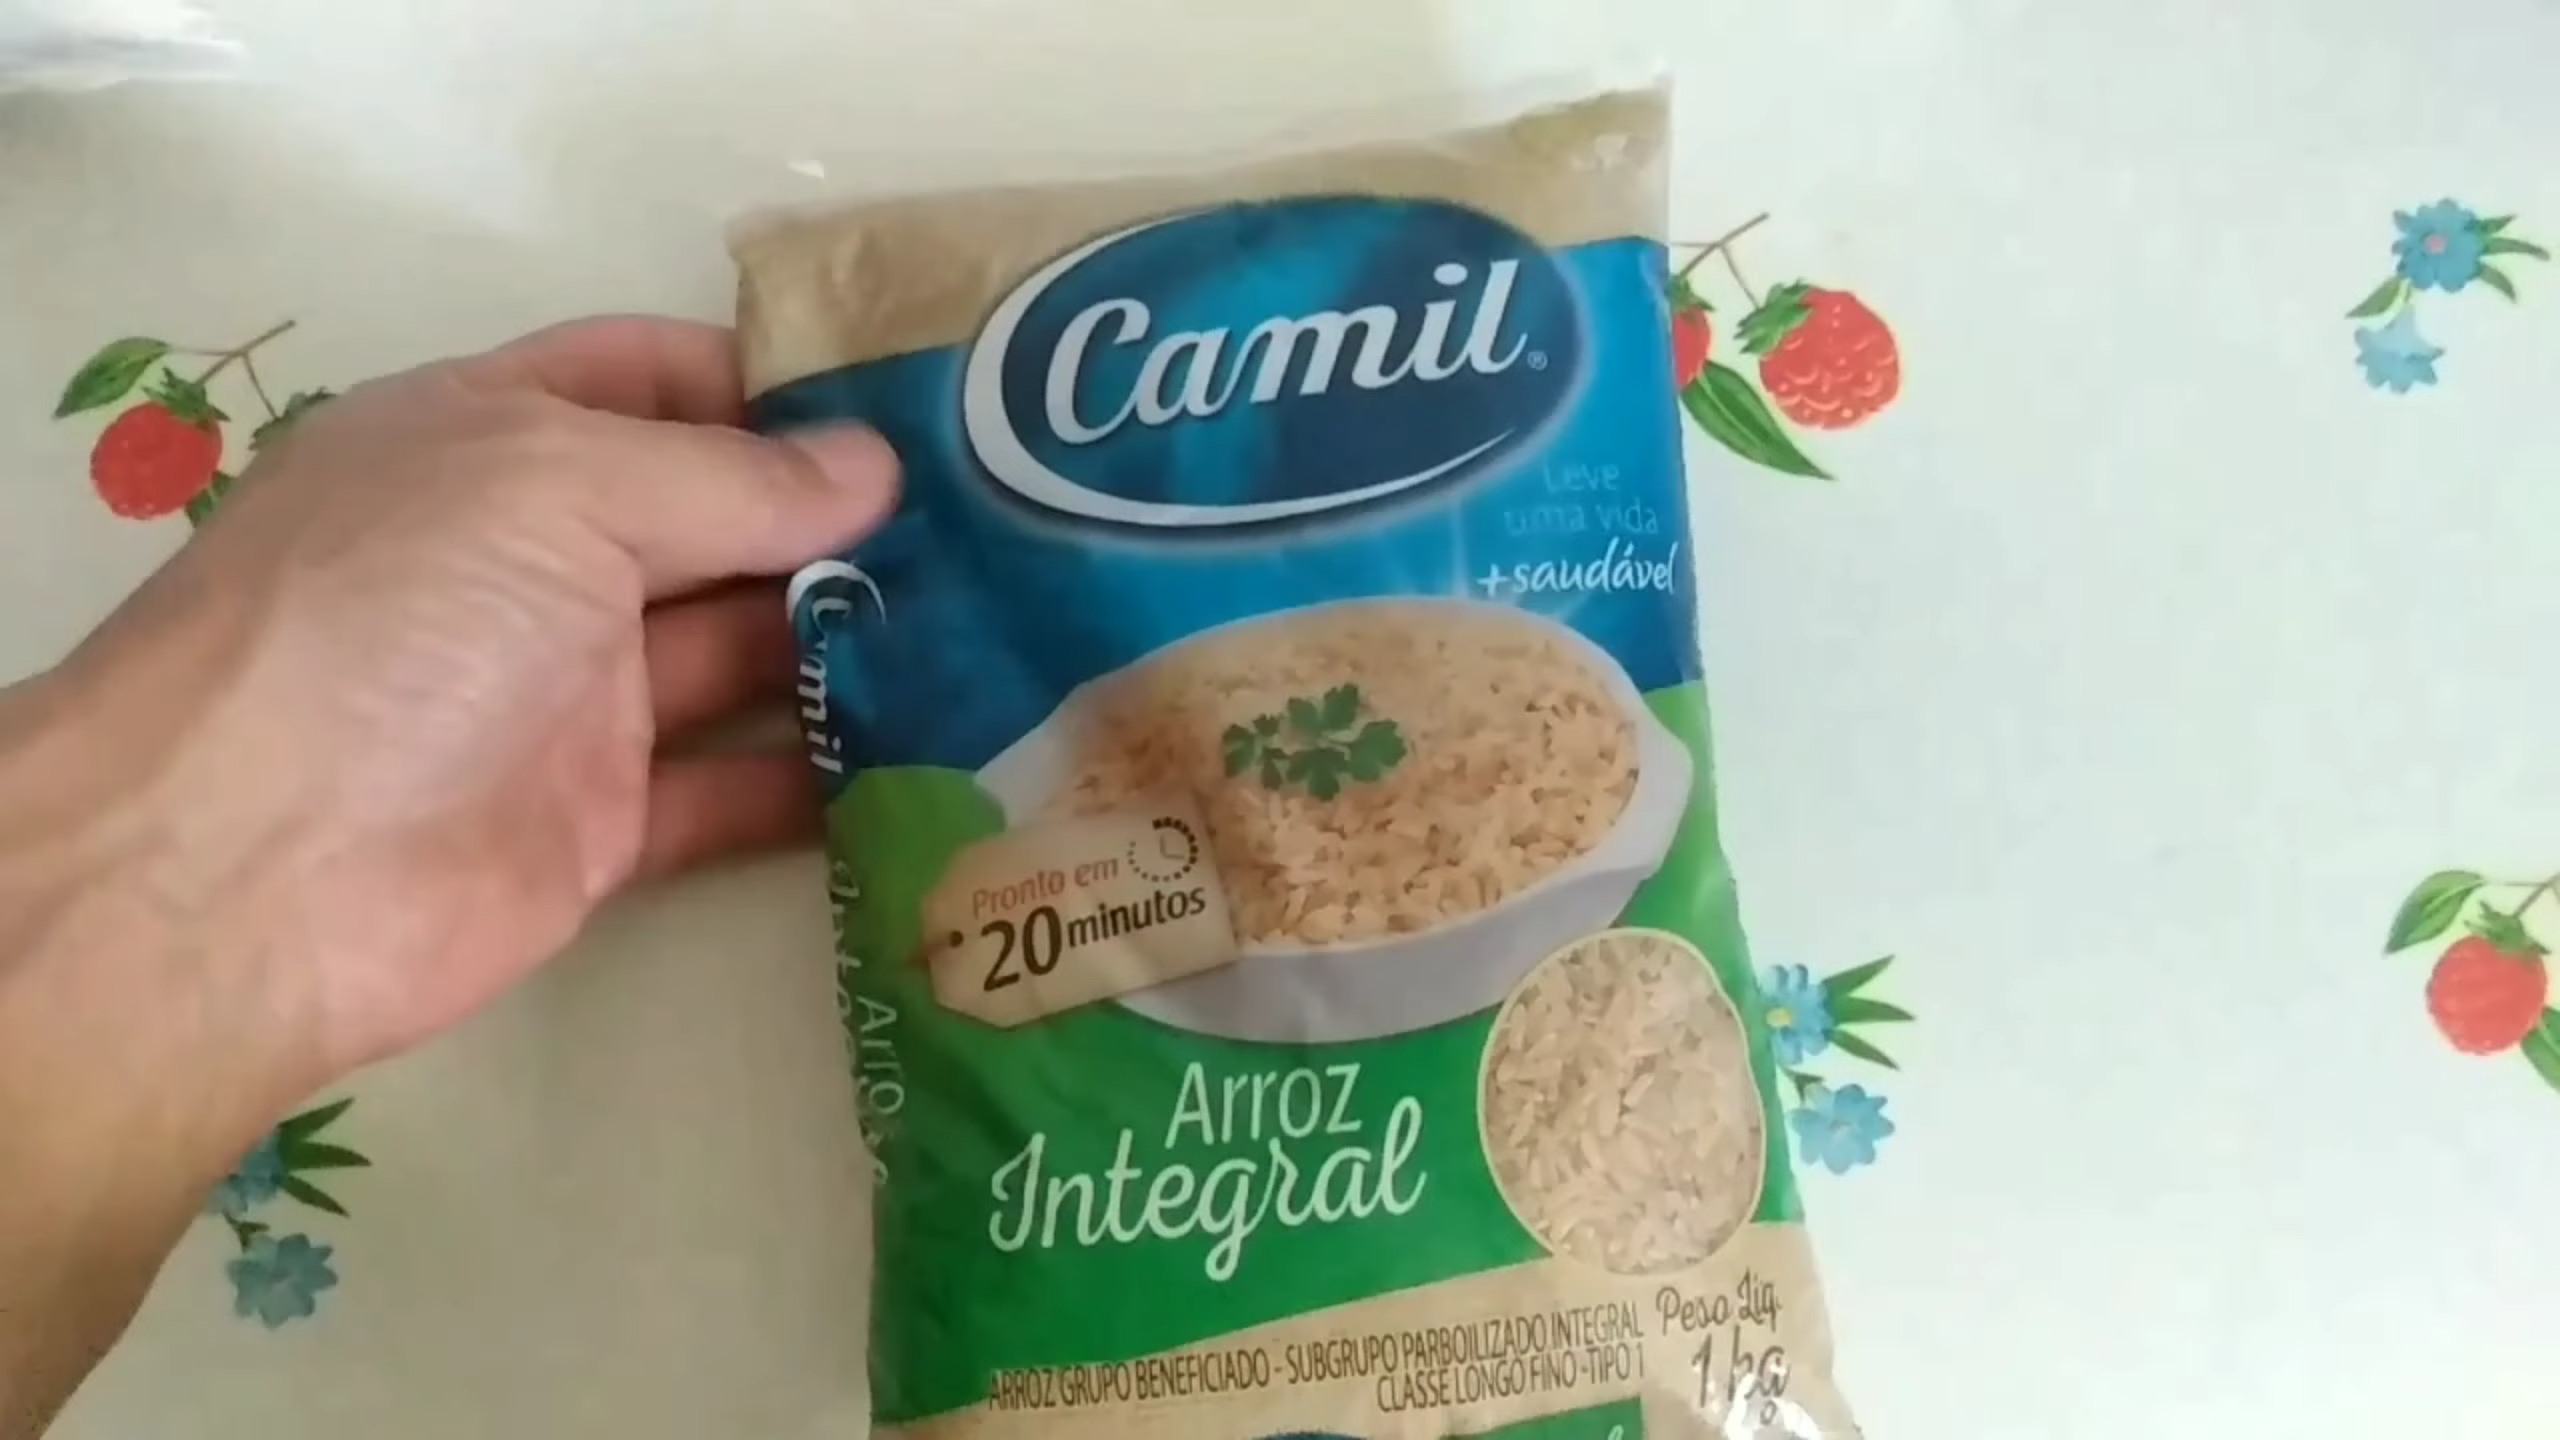 Camil®
Leve
uma vida
+saudável
Camil
Pronto em
20 minutos
Arroz
Integral
ARROZ GRUPO BENEFICIADO - SUBGRUPO PARBOILIZADO INTEGRAL
CLASSE LONGO FINO - TIPO 1
Peso Líq.
1 kg